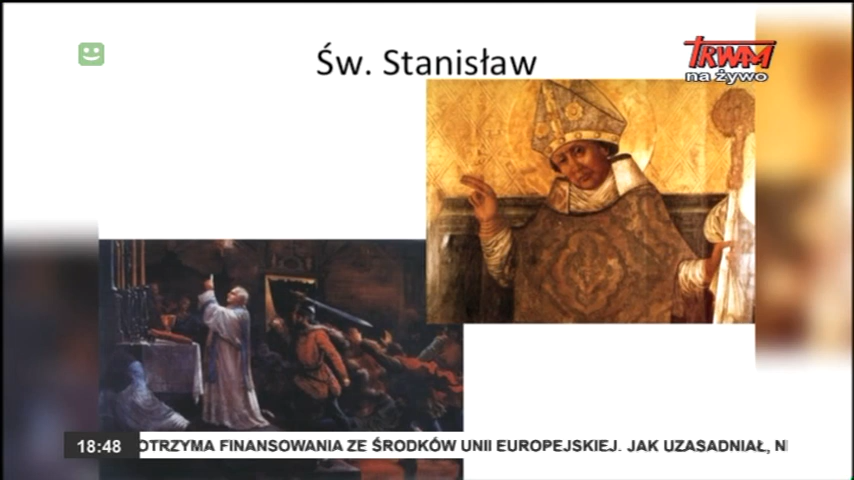 Św. Stanisław
TRWAM
na żywo
18:48
OTRZYMA FINANSOWANIA ZE ŚRODKÓW UNII EUROPEJSKIEJ. JAK UZASADNIAŁ,